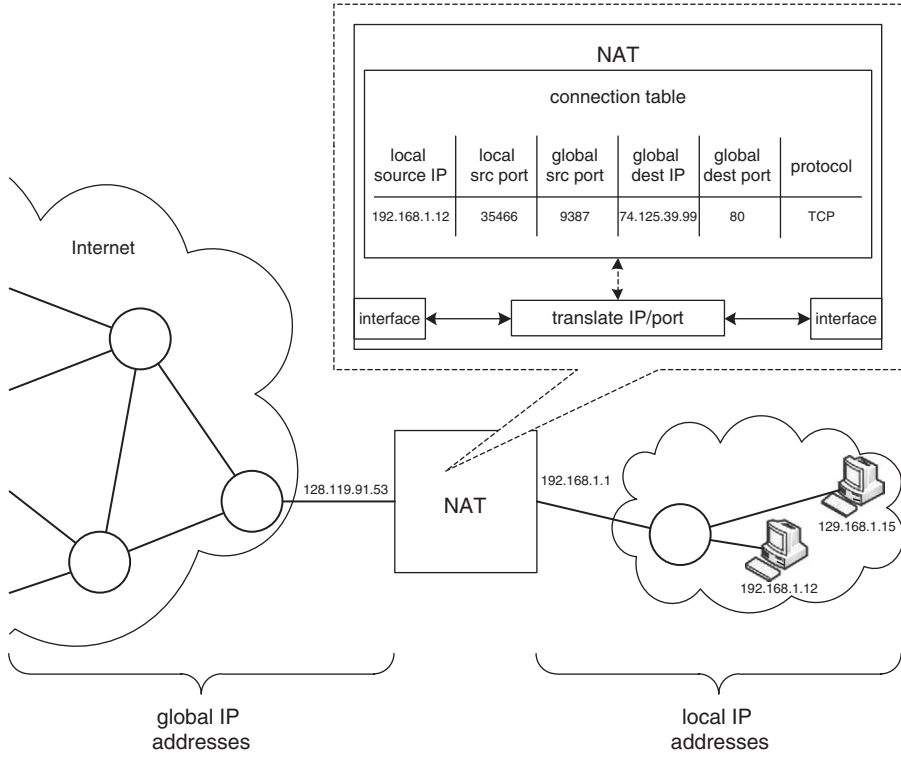 NAT
connection table
local source IP
local src port
global src port
global dest IP
global dest port
protocol
192.168.1.12
35466
9387
74.125.39.99
80
TCP
interface
translate IP/port
interface
Internet
128.119.91.53
NAT
192.168.1.1
129.168.1.15
192.168.1.12
global IP
addresses
local IP
addresses